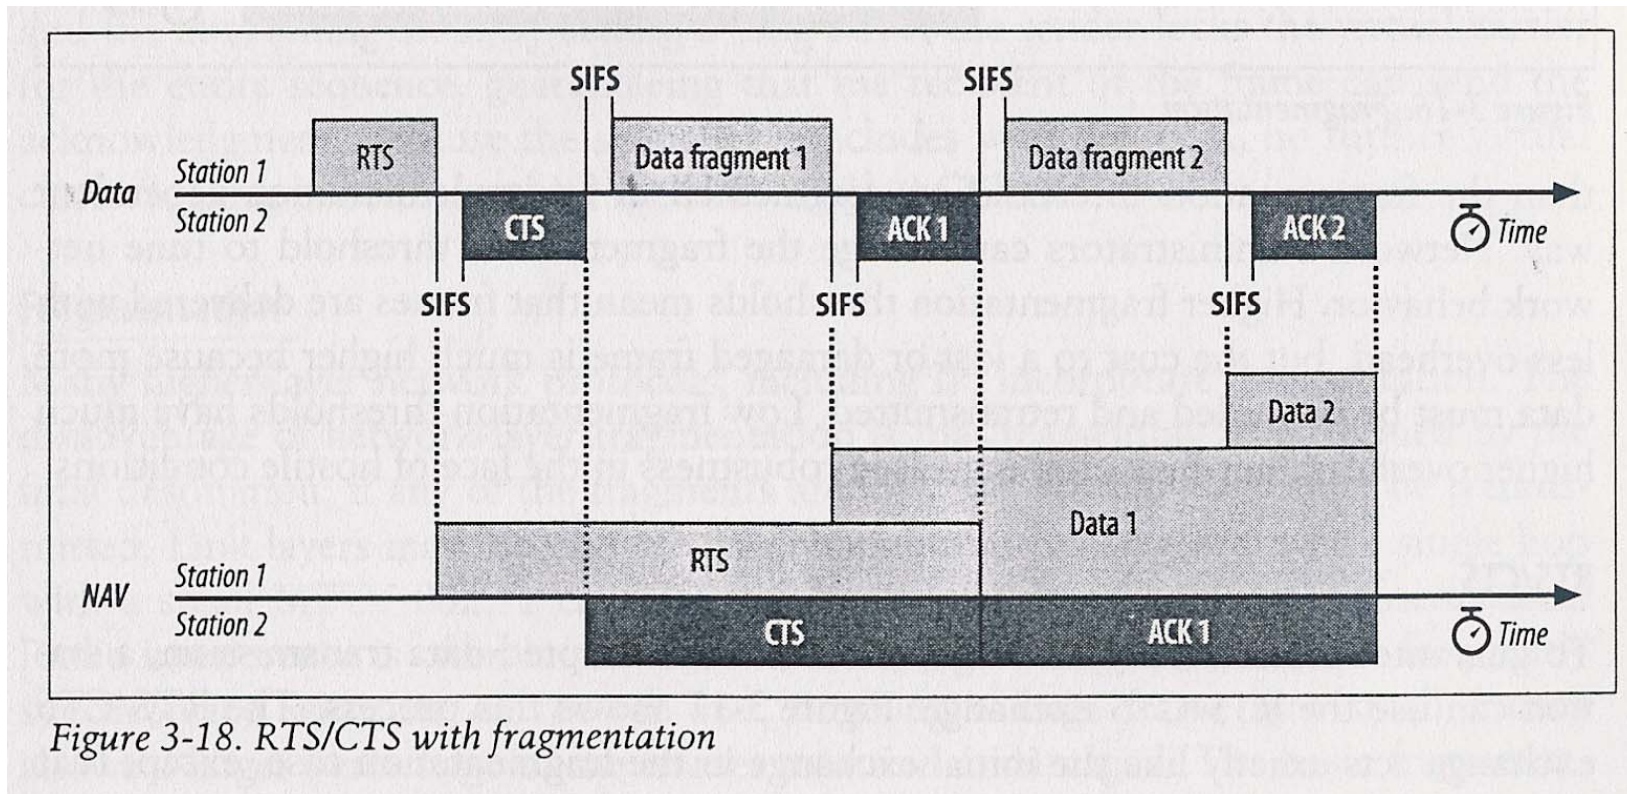 SIFS SIFS
RTS Data fragment 1 Data fragment 2
Station 1
Data
Station 2
CTS ACK 1 ACK 2 Time
SIFS SIFS SIFS
Data 2
Data 1
RTS
Station 1
NAV
Station 2
CTS ACK 1 Time
Figure 3-18. RTS/CTS with fragmentation